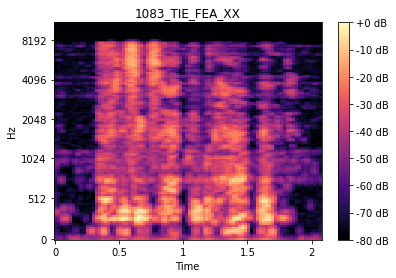 1083_TIE_FEA_XX
8192
4096
2048
1024
512
0
Hz
0 0.5 1 1.5 2
Time
+0 dB
-10 dB
-20 dB
-30 dB
-40 dB
-50 dB
-60 dB
-70 dB
-80 dB